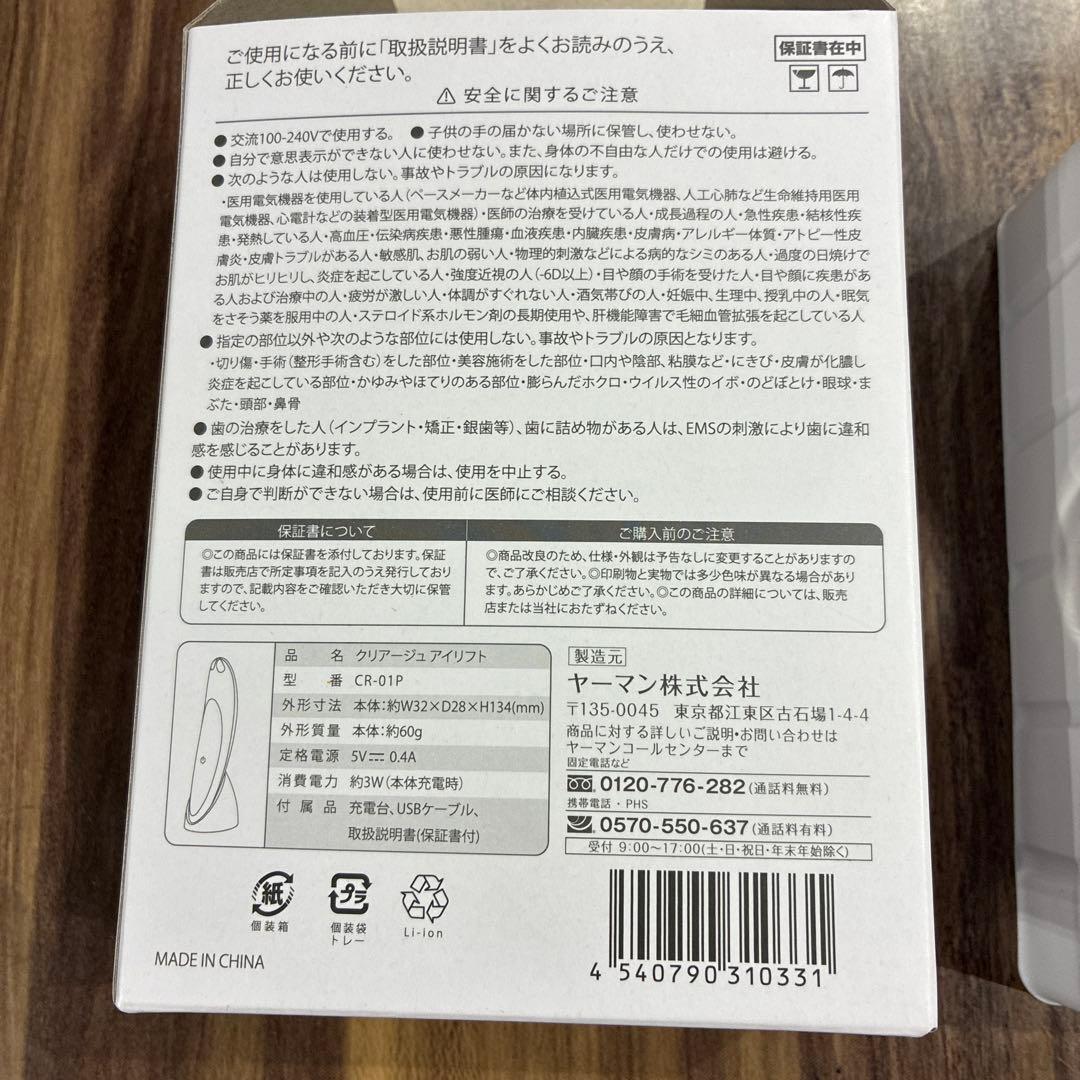 ご使用になる前に「取扱説明書」をよくお読みのうえ、
正しくお使いください。
保証書在中
⚠ 安全に関するご注意
●交流100-240Vで使用する。 ●子供の手の届かない場所に保管し、使わせない。
●自分で意思表示ができない人に使わせない。また、身体の不自由な人だけでの使用は避ける。
●次のような人は使用しない。事故やトラブルの原因になります。
・医用電気機器を使用している人(ペースメーカーなど体内植込式医用電気機器、人工心肺など生命維持用医用
電気機器、心電計などの装着型医用電気機器)・医師の治療を受けている人・成長過程の人・急性疾患・結核性疾
患・発熱している人・高血圧・伝染病疾患・悪性腫瘍・血液疾患・内臓疾患・皮膚病・アレルギー体質・アトピー性皮
膚炎・皮膚トラブルがある人・敏感肌、お肌の弱い人・物理的刺激などによる病的なシミのある人・過度の日焼けで
お肌がヒリヒリし、炎症を起こしている人・強度近視の人(-6D以上)・目や顔の手術を受けた人・目や顔に疾患があ
る人および治療中の人・疲労が激しい人・体調がすぐれない人・酒気帯びの人・妊娠中、生理中、授乳中の人・眠気
をさそう薬を服用中の人・ステロイド系ホルモン剤の長期使用や、肝機能障害で毛細血管拡張を起こしている人
●指定の部位以外や次のような部位には使用しない。事故やトラブルの原因となります。
・切り傷・手術(整形手術含む)をした部位・美容施術をした部位・口内や陰部、粘膜など・にきび・皮膚が化膿し
炎症を起こしている部位・かゆみやほてりのある部位・膨らんだホクロ・ウイルス性のイボ・のどぼとけ・眼球・ま
ぶた・頭部・鼻骨
●歯の治療をした人(インプラント・矯正・銀歯等)、歯に詰め物がある人は、EMSの刺激により歯に違和
感を感じることがあります。
●使用中に身体に違和感がある場合は、使用を中止する。
●ご自身で判断ができない場合は、使用前に医師にご相談ください。
保証書について
◎この商品には保証書を添付しております。保証
書は販売店で所定事項を記入のうえ発行しており
ますので、記載内容をご確認いただき大切に保管
してください。
ご購入前のご注意
◎商品改良のため、仕様・外観は予告なしに変更することがありますの
で、ご了承ください。◎印刷物と実物では多少色味が異なる場合があり
ます。あらかじめご了承ください。◎この商品の詳細については、販売
店または当社におたずねください。
品 名 クリアージュ アイリフト
型 番 CR-01P
外形寸法 本体:約W32×D28×H134(mm)
外形質量 本体:約60g
定格電源 5V⎓ 0.4A
消費電力 約3W(本体充電時)
付属品 充電台、USBケーブル、
取扱説明書(保証書付)
製造元
ヤーマン株式会社
〒135-0045 東京都江東区古石場1-4-4
商品に対する詳しいご説明・お問い合わせは
ヤーマンコールセンターまで
固定電話など
0120-776-282(通話料無料)
携帯電話・PHS
0570-550-637(通話料有料)
受付 9:00〜17:00(土・日・祝日・年末年始除く)
紙
個装箱
プラ
個装袋
トレー
Li-ion
MADE IN CHINA
4 540790 310331